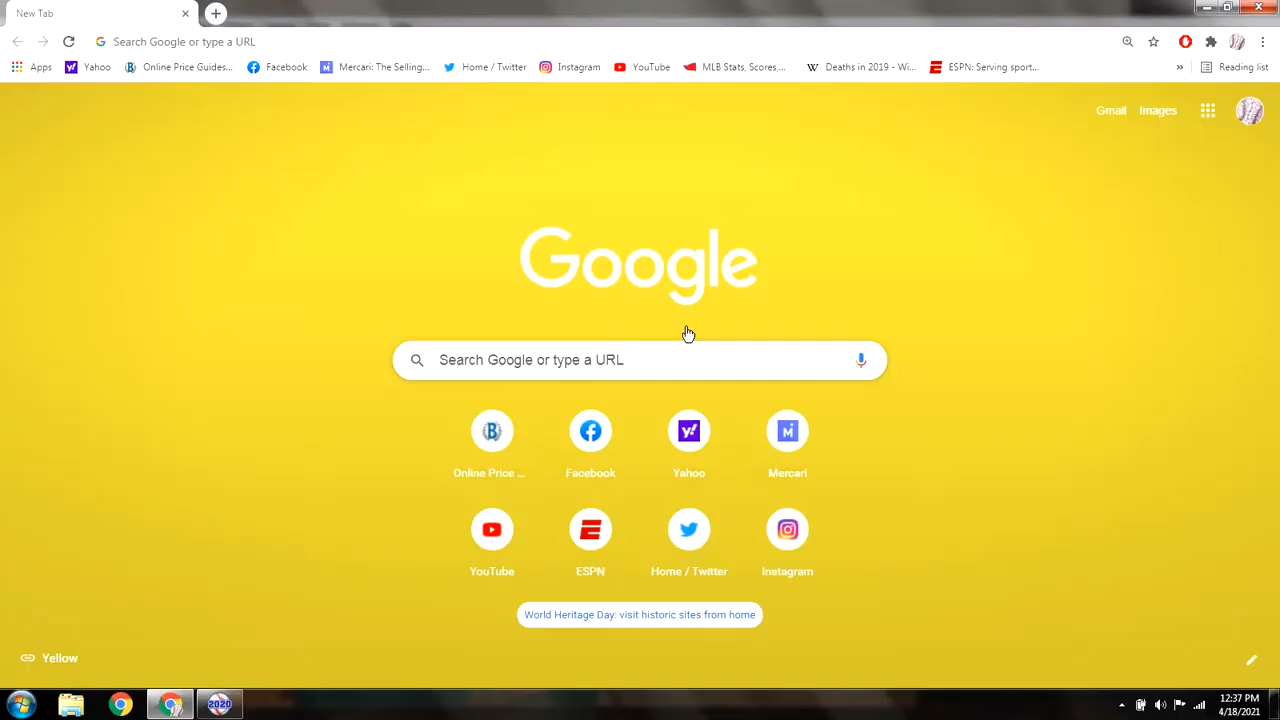 New Tab
Search Google or type a URL
Apps
Yahoo
Online Price Guides...
Facebook
Mercari: The Selling...
Home / Twitter
Instagram
YouTube
MLB Stats, Scores,...
W Deaths in 2019 - Wi...
ESPN: Serving sport...
»
Reading list
Gmail
Images
Google
Search Google or type a URL
Online Price ...
Facebook
Yahoo
Mercari
YouTube
ESPN
Home / Twitter
Instagram
World Heritage Day: visit historic sites from home
Yellow
2020
12:37 PM
4/18/2021